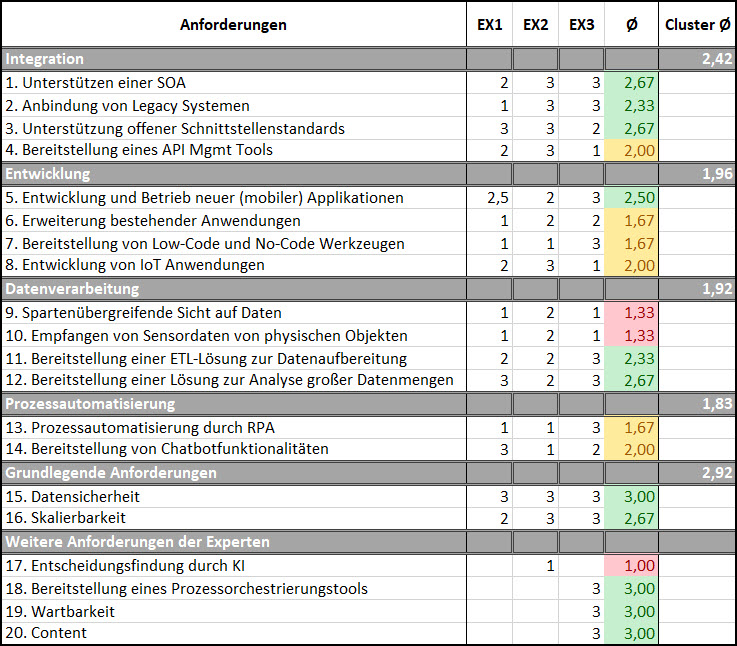 Anforderungen EX1 EX2 EX3 Ø Cluster Ø
Integration 2,42
1. Unterstützen einer SOA 2 3 3 2,67
2. Anbindung von Legacy Systemen 1 3 3 2,33
3. Unterstützung offener Schnittstellenstandards 3 3 2 2,67
4. Bereitstellung eines API Mgmt Tools 2 3 1 2,00
Entwicklung 1,96
5. Entwicklung und Betrieb neuer (mobiler) Applikationen 2,5 2 3 2,50
6. Erweiterung bestehender Anwendungen 1 2 2 1,67
7. Bereitstellung von Low-Code und No-Code Werkzeugen 1 1 3 1,67
8. Entwicklung von IoT Anwendungen 2 3 1 2,00
Datenverarbeitung 1,92
9. Spartenübergreifende Sicht auf Daten 1 2 1 1,33
10. Empfangen von Sensordaten von physischen Objekten 1 2 1 1,33
11. Bereitstellung einer ETL-Lösung zur Datenaufbereitung 2 2 3 2,33
12. Bereitstellung einer Lösung zur Analyse großer Datenmengen 3 2 3 2,67
Prozessautomatisierung 1,83
13. Prozessautomatisierung durch RPA 1 1 3 1,67
14. Bereitstellung von Chatbotfunktionalitäten 3 1 2 2,00
Grundlegende Anforderungen 2,92
15. Datensicherheit 3 3 3 3,00
16. Skalierbarkeit 2 3 3 2,67
Weitere Anforderungen der Experten
17. Entscheidungsfindung durch KI 1 1,00
18. Bereitstellung eines Prozessorchestrierungstools 3 3,00
19. Wartbarkeit 3 3,00
20. Content 3 3,00